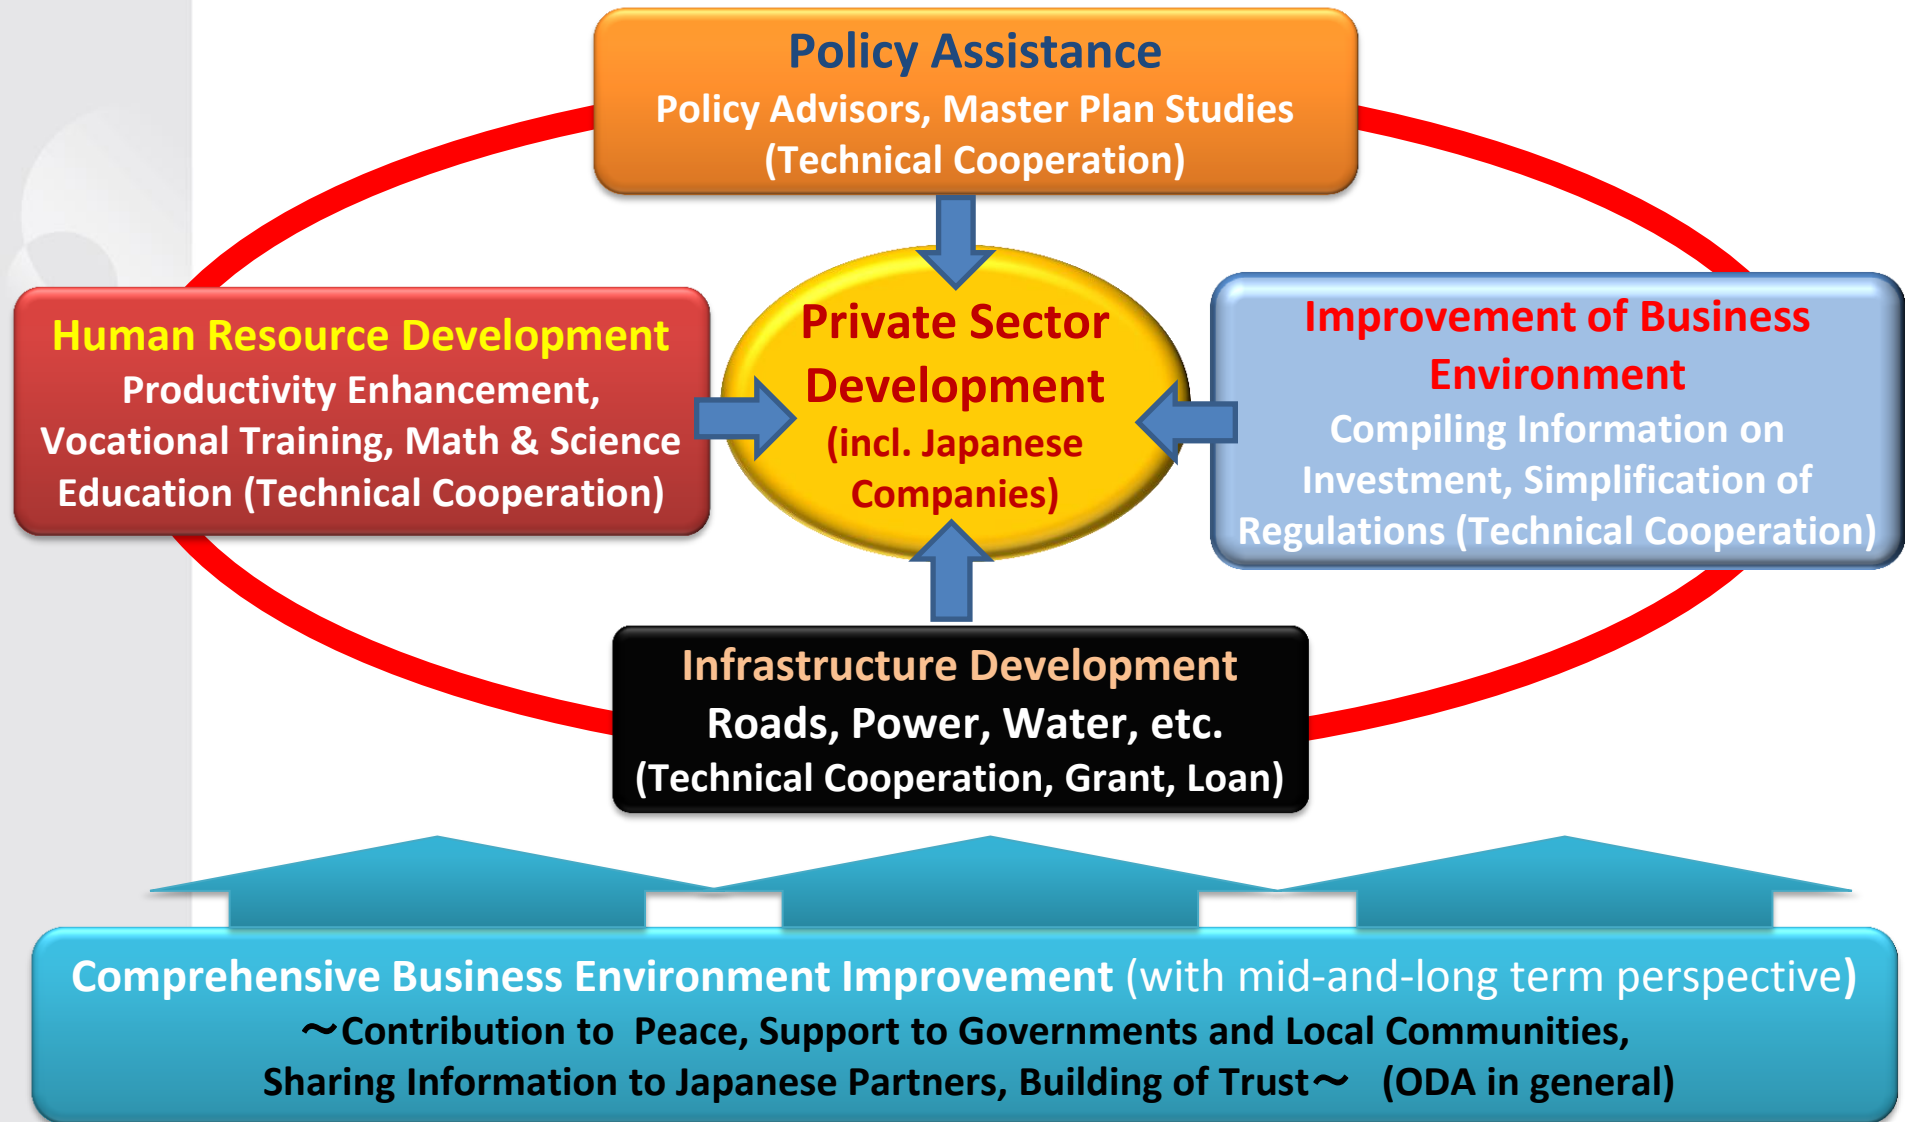 Policy Assistance
Policy Advisors, Master Plan Studies
(Technical Cooperation)
Human Resource Development
Productivity Enhancement,
Vocational Training, Math & Science
Education (Technical Cooperation)
Private Sector
Development
(incl. Japanese
Companies)
Improvement of Business
Environment
Compiling Information on
Investment, Simplification of
Regulations (Technical Cooperation)
Infrastructure Development
Roads, Power, Water, etc.
(Technical Cooperation, Grant, Loan)
Comprehensive Business Environment Improvement (with mid-and-long term perspective)
～Contribution to Peace, Support to Governments and Local Communities,
Sharing Information to Japanese Partners, Building of Trust～ (ODA in general)